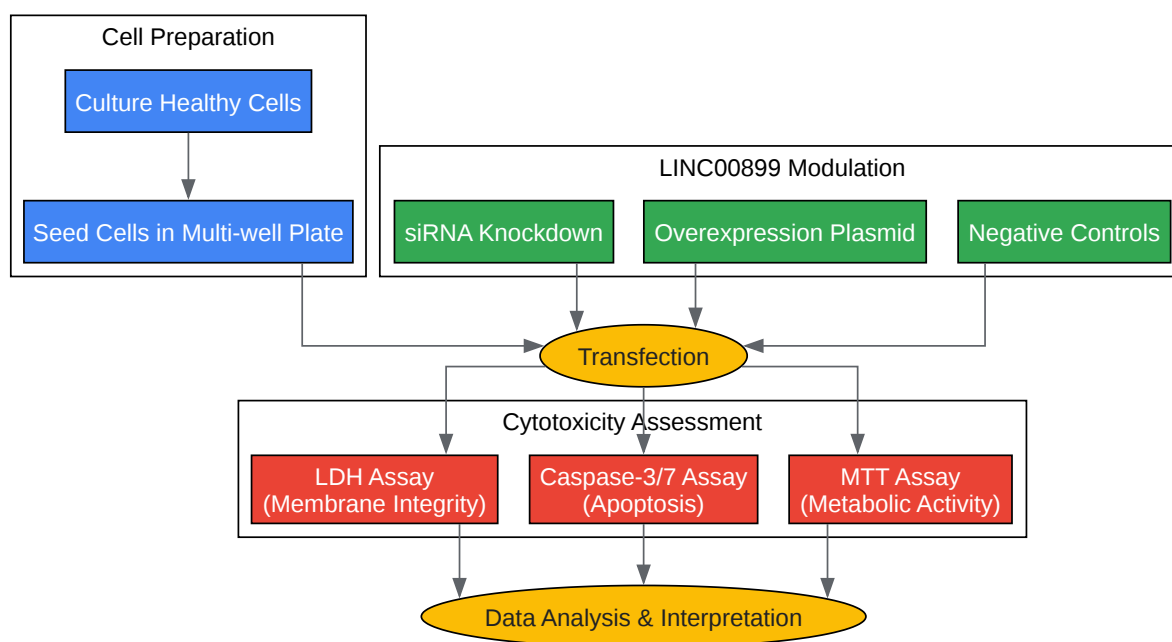 Cell Preparation
Culture Healthy Cells
Seed Cells in Multi-well Plate
LINC00899 Modulation
siRNA Knockdown
Overexpression Plasmid
Negative Controls
Transfection
Cytotoxicity Assessment
LDH Assay
(Membrane Integrity)
Caspase-3/7 Assay
(Apoptosis)
MTT Assay
(Metabolic Activity)
Data Analysis & Interpretation